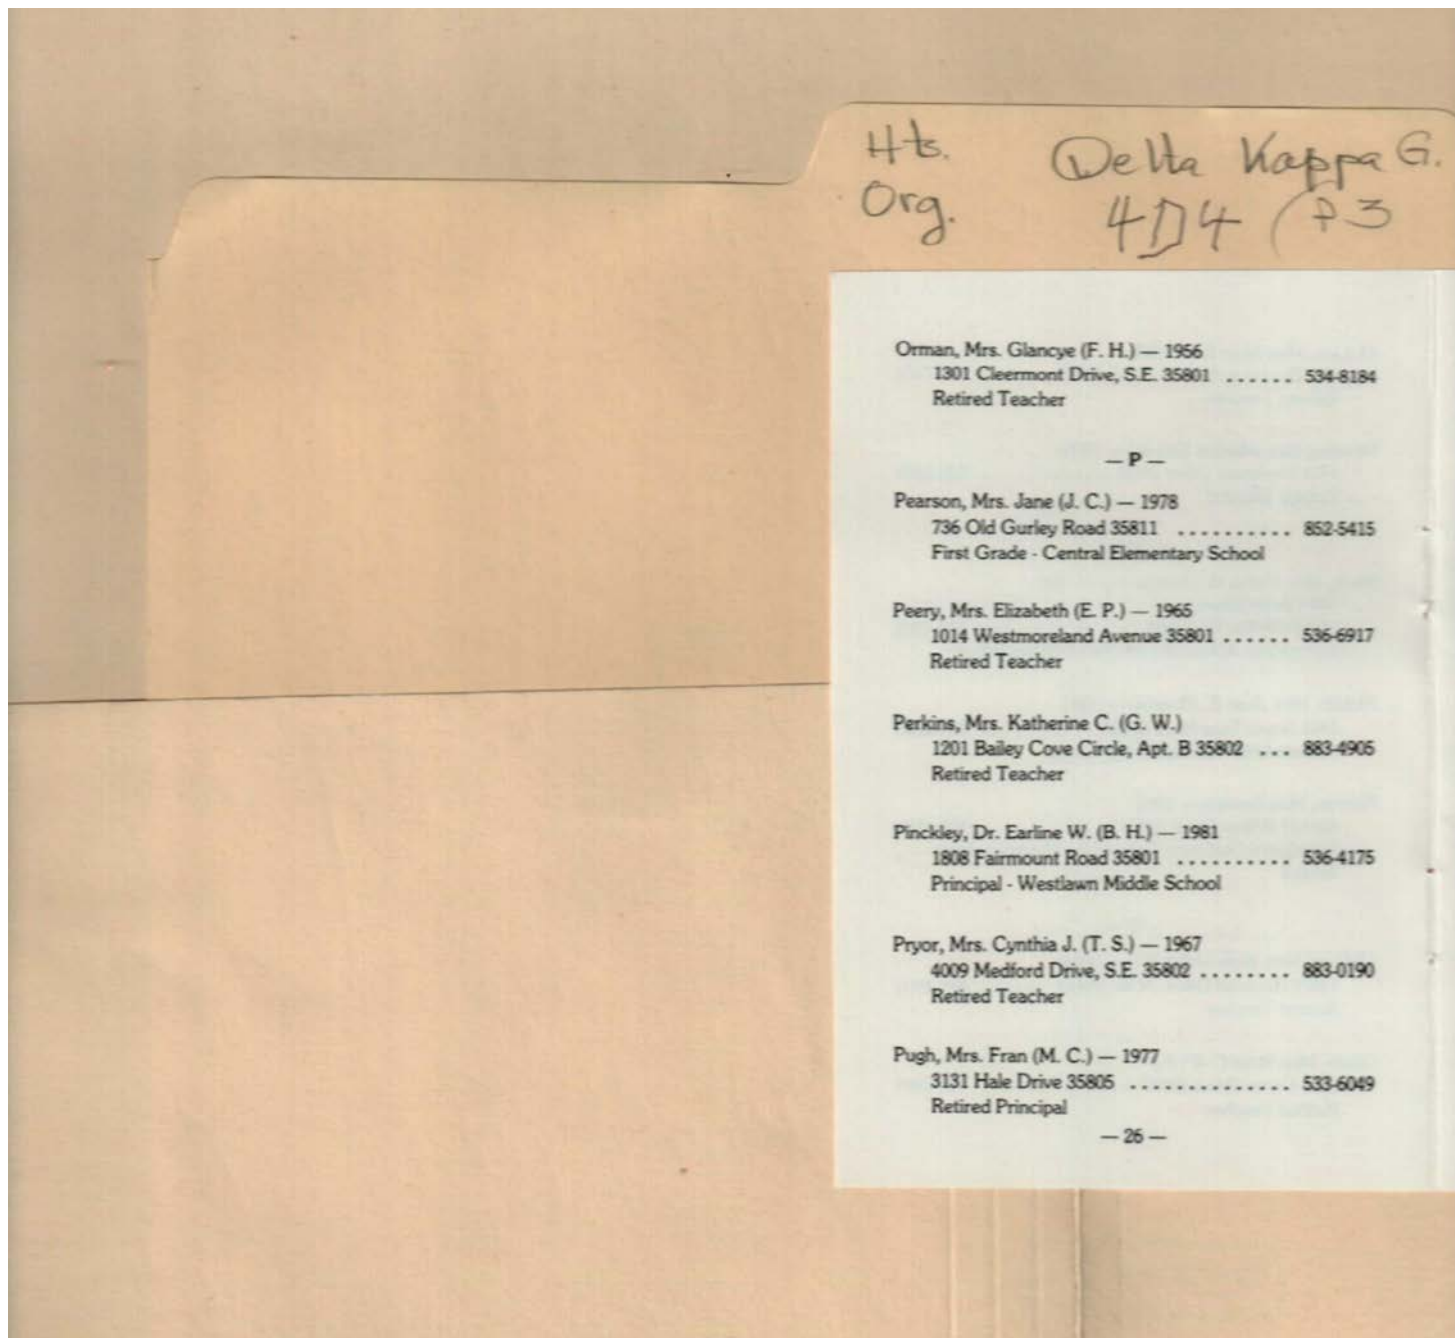 Hts. Delta Kappa G.
Org. 4D4 (P3
Orman, Mrs. Glancye (F. H.) — 1956
1301 Cleermont Drive, S.E. 35801 ...... 534-8184
Retired Teacher
— P —
Pearson, Mrs. Jane (J. C.) — 1978
736 Old Gurley Road 35811 .......... 852-5415
First Grade - Central Elementary School
Peery, Mrs. Elizabeth (E. P.) — 1965
1014 Westmoreland Avenue 35801 ...... 536-6917
Retired Teacher
Perkins, Mrs. Katherine C. (G. W.)
1201 Bailey Cove Circle, Apt. B 35802 ... 883-4905
Retired Teacher
Pinckley, Dr. Earline W. (B. H.) — 1981
1808 Fairmount Road 35801 .......... 536-4175
Principal - Westlawn Middle School
Pryor, Mrs. Cynthia J. (T. S.) — 1967
4009 Medford Drive, S.E. 35802 ........ 883-0190
Retired Teacher
Pugh, Mrs. Fran (M. C.) — 1977
3131 Hale Drive 35805 .............. 533-6049
Retired Principal
— 26 —